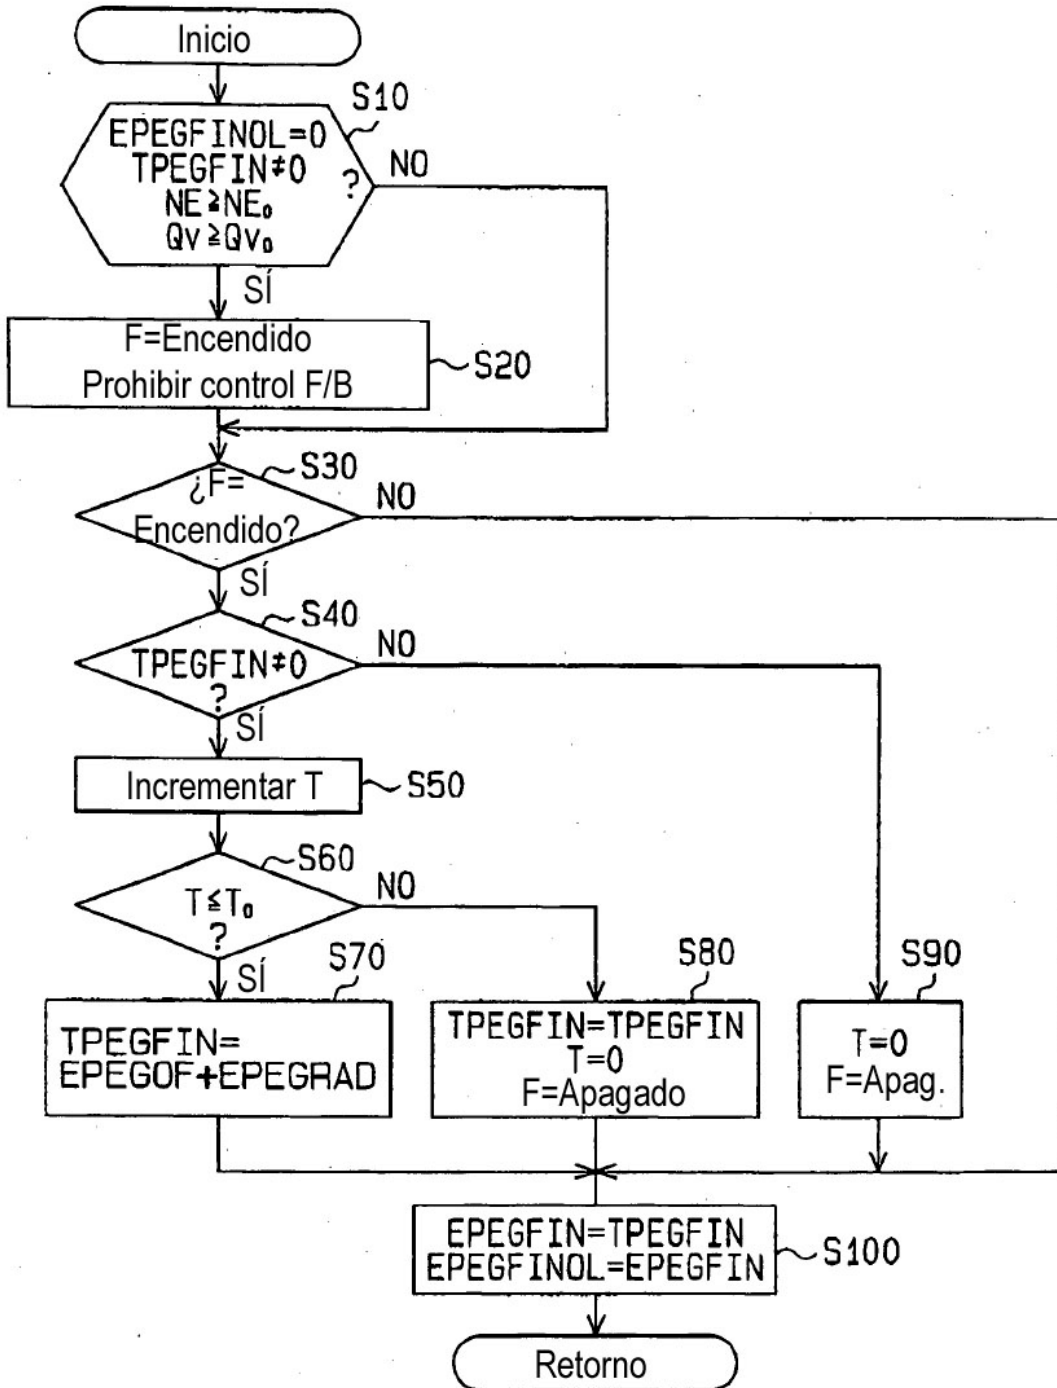 Inicio
S10
EPEGFINOL=0
TPEGFIN≠0
NE≧NE₀
Qv≧Qv₀
?
NO
SÍ
F=Encendido
Prohibir control F/B
S20
S30
¿F=
Encendido?
NO
SÍ
S40
TPEGFIN≠0
?
NO
SÍ
Incrementar T
S50
S60
T≦T₀
?
NO
SÍ
S70
TPEGFIN=
EPEGOF+EPEGRAD
S80
TPEGFIN=TPEGFIN
T=0
F=Apagado
S90
T=0
F=Apag.
EPEGFIN=TPEGFIN
EPEGFINOL=EPEGFIN
S100
Retorno